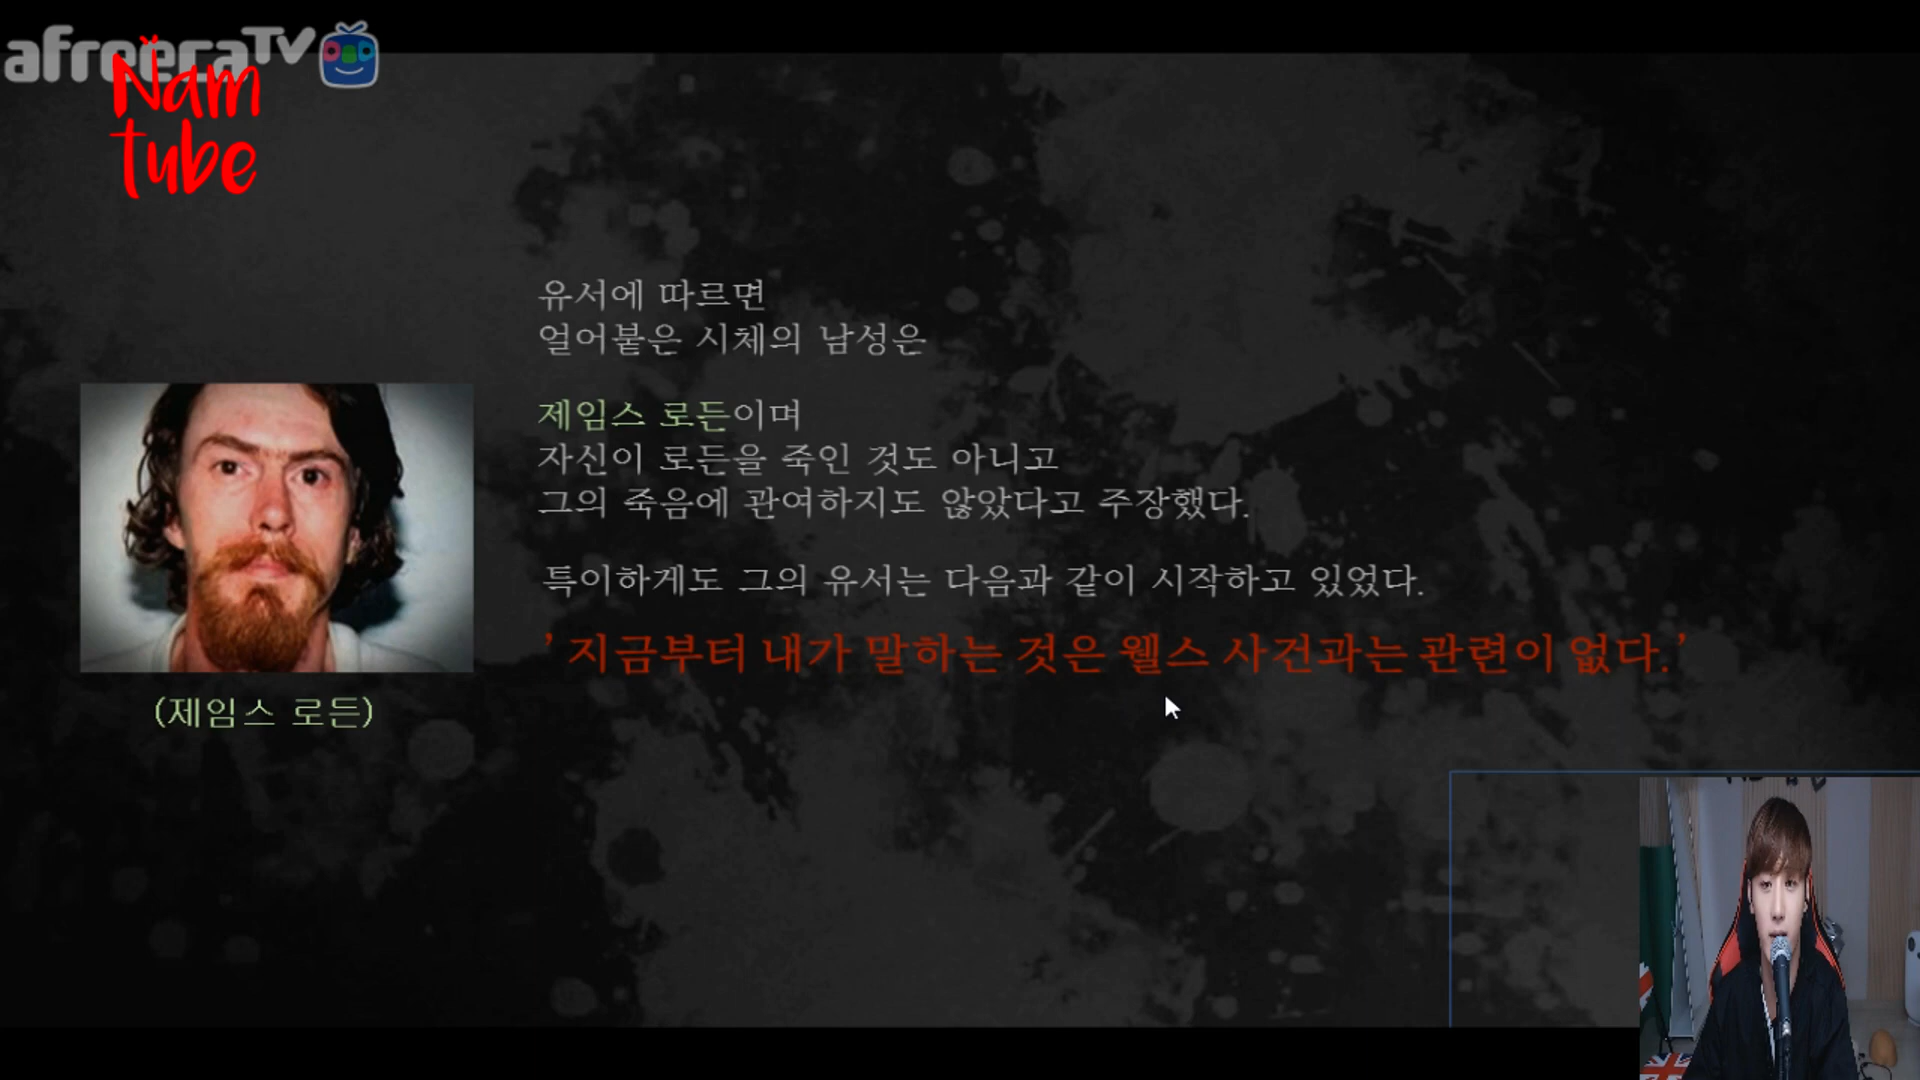 afreecaTV
Nam
tube
유서에 따르면
얼어붙은 시체의 남성은
제임스 로든이며
자신이 로든을 죽인 것도 아니고
그의 죽음에 관여하지도 않았다고 주장했다.
특이하게도 그의 유서는 다음과 같이 시작하고 있었다.
' 지금부터 내가 말하는 것은 웰스 사건과는 관련이 없다.'
(제임스 로든)